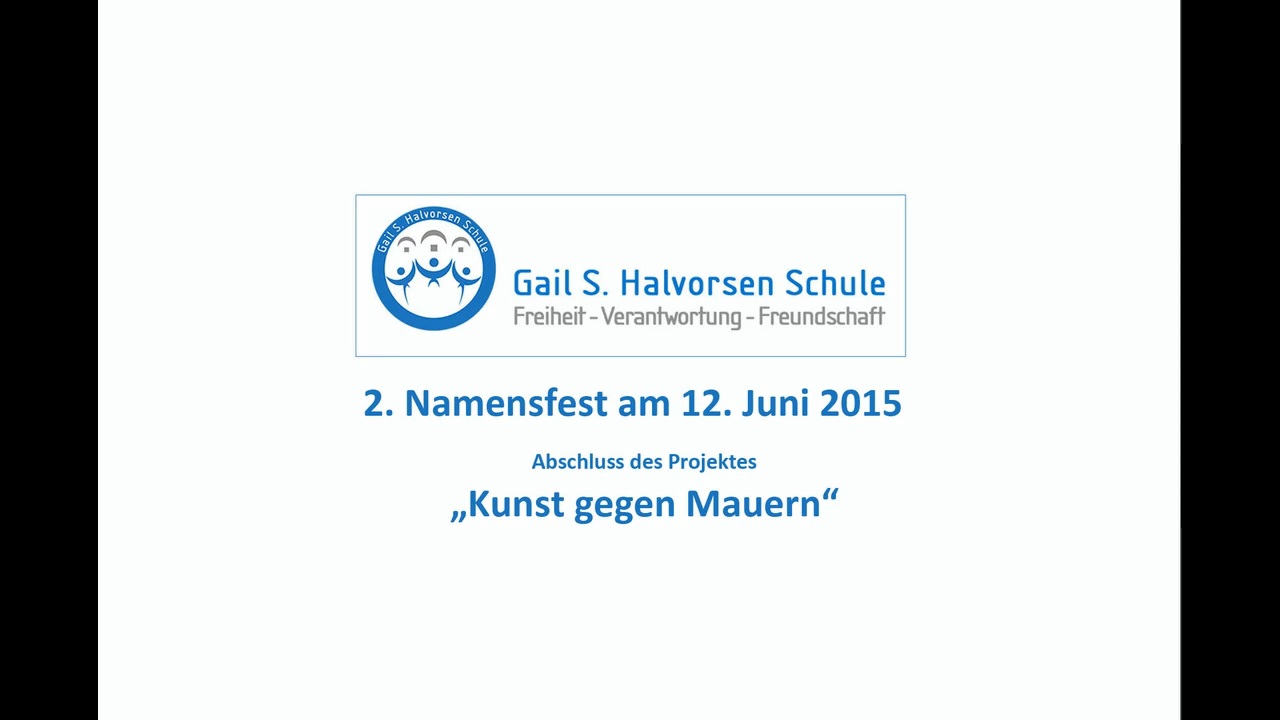 Gail S. Halvorsen Schule
Gail S. Halvorsen Schule
Freiheit - Verantwortung - Freundschaft
2. Namensfest am 12. Juni 2015
Abschluss des Projektes
„Kunst gegen Mauern“